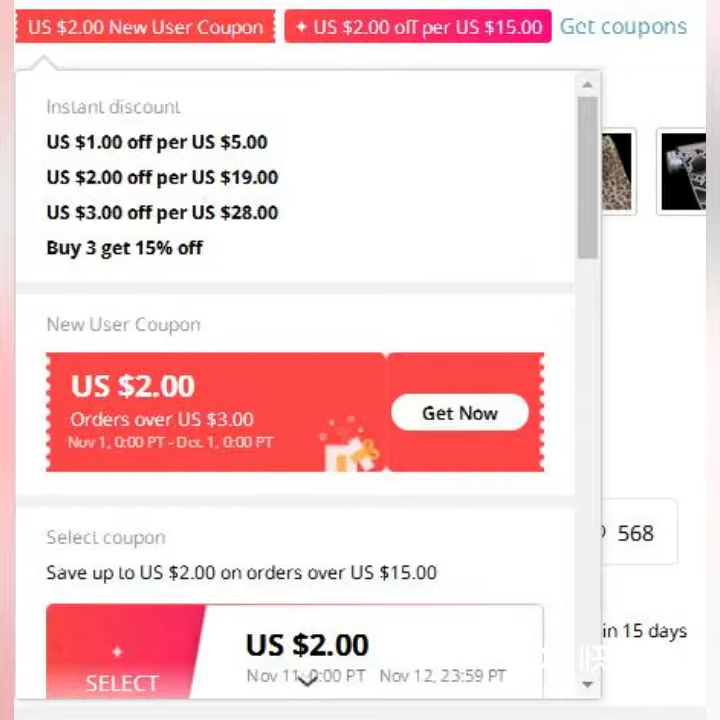 US $2.00 New User Coupon
✦ US $2.00 off per US $15.00
Get coupons
Instant discount
US $1.00 off per US $5.00
US $2.00 off per US $19.00
US $3.00 off per US $28.00
Buy 3 get 15% off
New User Coupon
US $2.00
Orders over US $3.00
Nov 1, 0:00 PT - Dec 1, 0:00 PT
Get Now
568
Select coupon
Save up to US $2.00 on orders over US $15.00
in 15 days
US $2.00
Nov 11, 0:00 PT Nov 12, 23:59 PT
SELECT
快